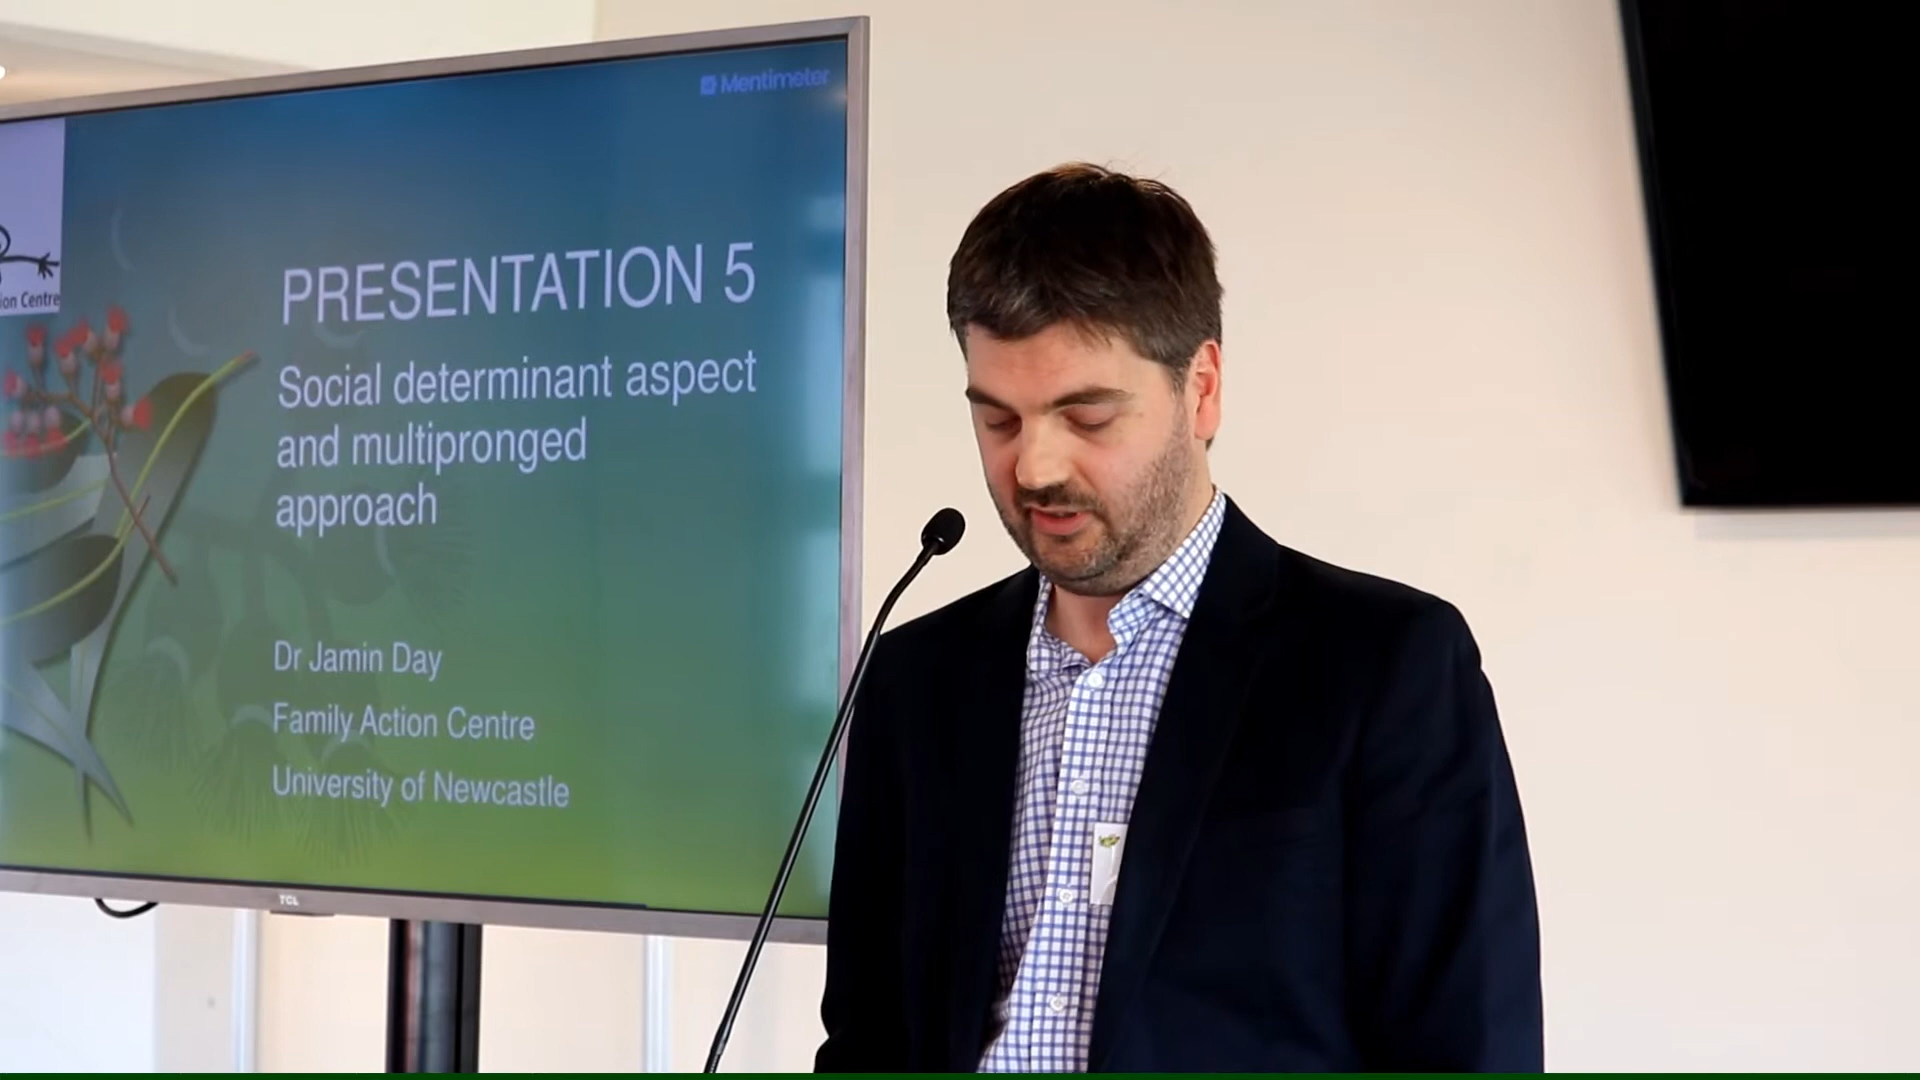 Mentimeter
ion Centre
PRESENTATION 5
Social determinant aspect
and multipronged
approach
Dr Jamin Day
Family Action Centre
University of Newcastle
TCL